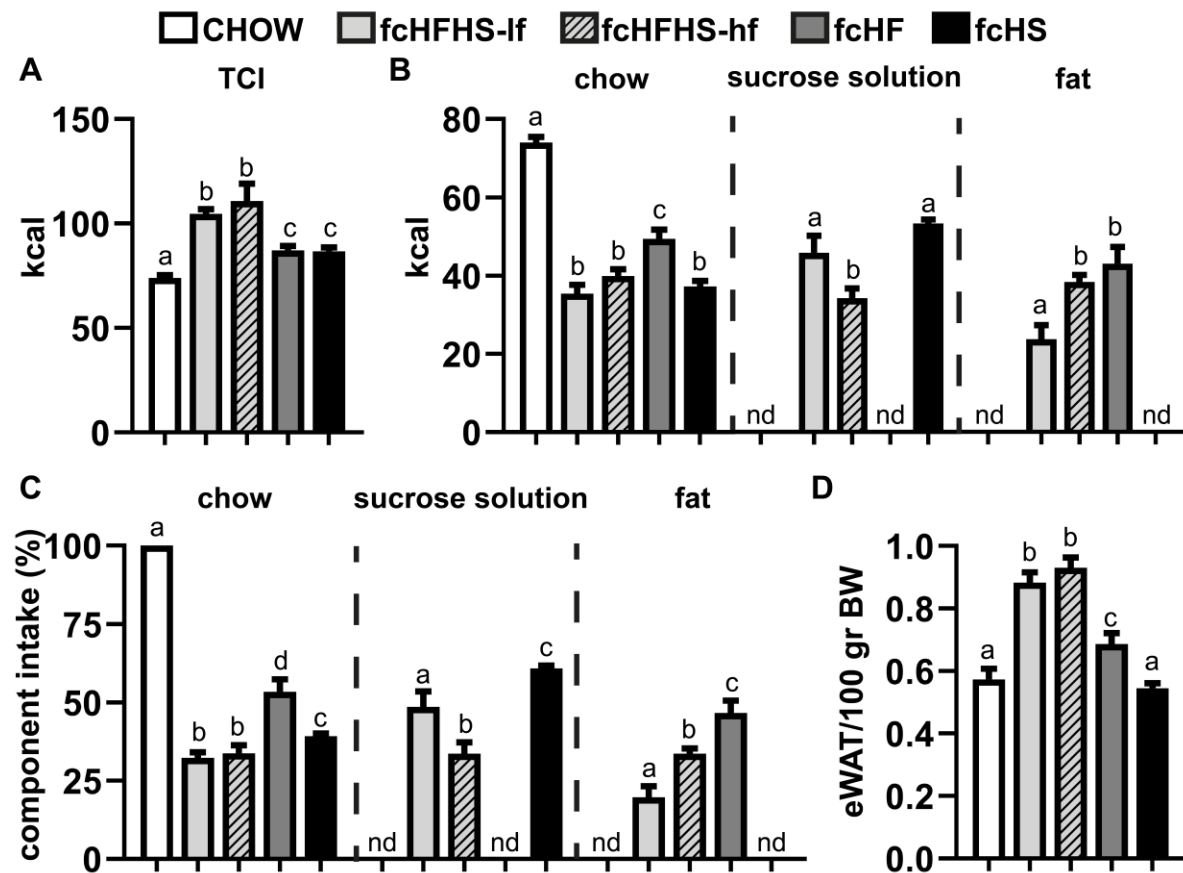 CHOW fcHFHS-lf fcHFHS-hf fcHF fcHS
A
TCI
kcal
150
100
50
0
a b b c c
B
chow sucrose solution fat
kcal
80
60
40
20
0
a b b c b
nd a b nd a
nd a b b nd
C
chow sucrose solution fat
component intake (%)
100
75
50
25
0
a b b d c
nd a b nd c
nd a b c nd
D
eWAT/100 gr BW
1.0
0.8
0.6
0.4
0.2
0.0
a b b c a